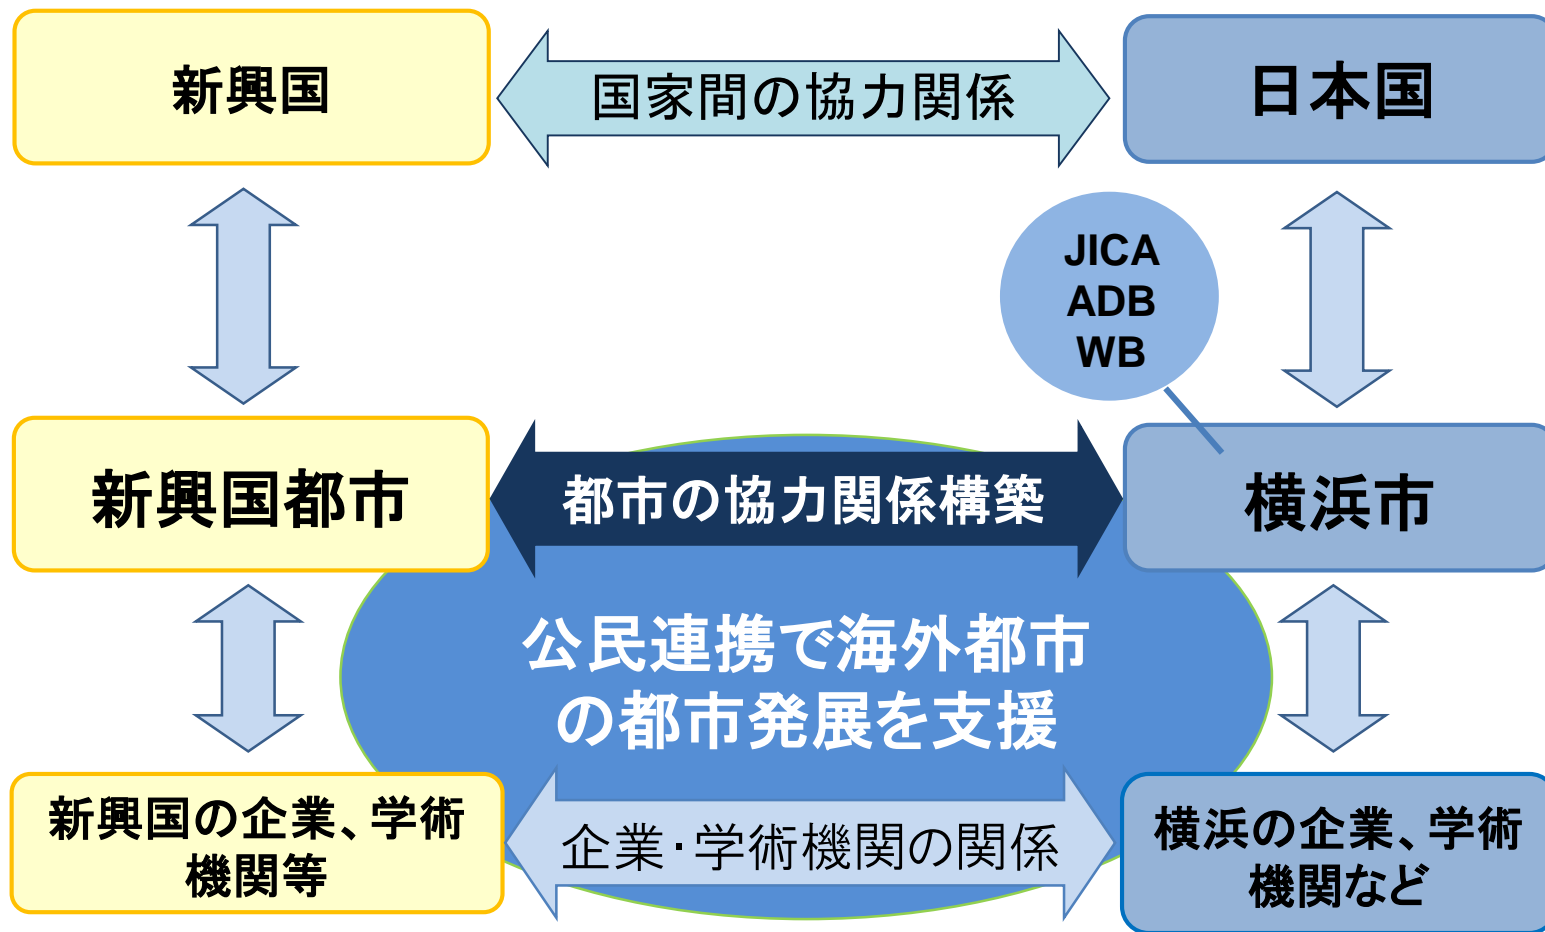 新興国
国家間の協力関係
日本国
JICA
ADB
WB
新興国都市
都市の協力関係構築
横浜市
公民連携で海外都市
の都市発展を支援
新興国の企業、学術
機関等
企業・学術機関の関係
横浜の企業、学術
機関など